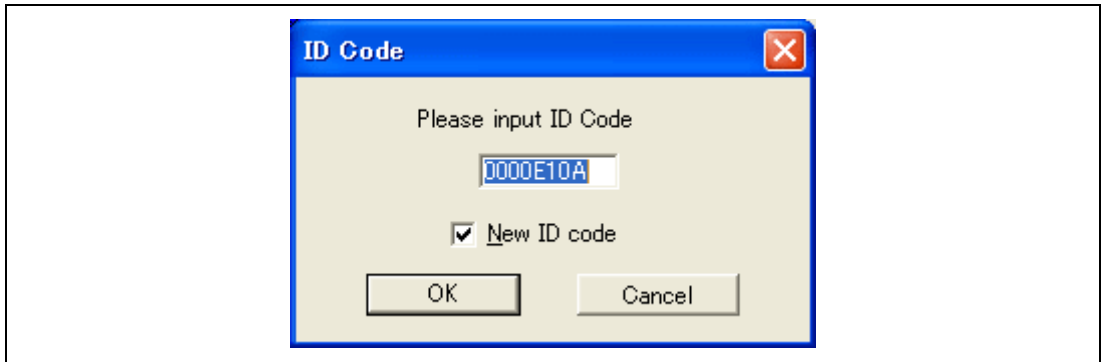 ID Code
Please input ID Code
0000E10A
New ID code
OK Cancel